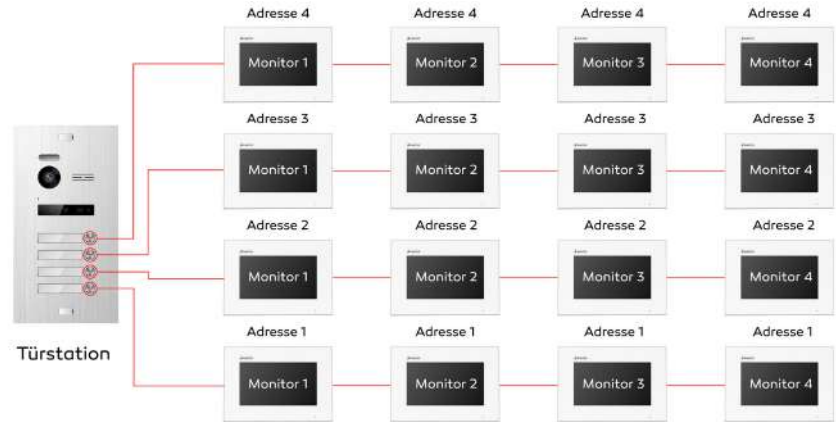 Adresse 4 Adresse 4 Adresse 4 Adresse 4
Monitor 1 Monitor 2 Monitor 3 Monitor 4
Adresse 3 Adresse 3 Adresse 3 Adresse 3
Monitor 1 Monitor 2 Monitor 3 Monitor 4
Adresse 2 Adresse 2 Adresse 2 Adresse 2
Monitor 1 Monitor 2 Monitor 3 Monitor 4
Adresse 1 Adresse 1 Adresse 1 Adresse 1
Monitor 1 Monitor 2 Monitor 3 Monitor 4
Türstation